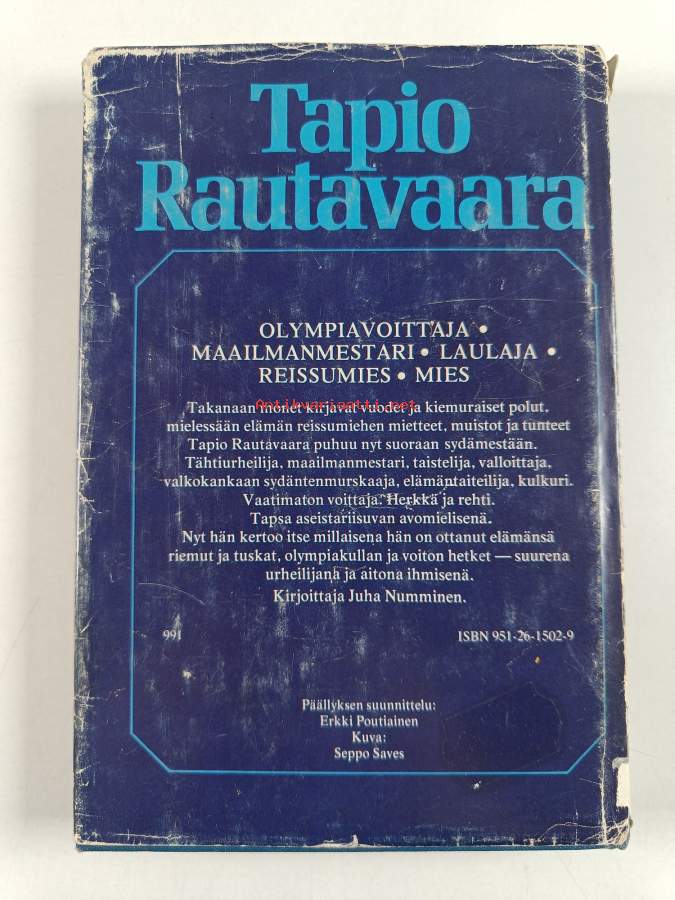 Tapio
Rautavaara
OLYMPIAVOITTAJA •
MAAILMANMESTARI • LAULAJA •
REISSUMIES • MIES
Takanaan monet kirjavat vuodet ja kiemuraiset polut,
Antikvariaatti.net
mielessään elämän reissumiehen mietteet, muistot ja tunteet
Tapio Rautavaara puhuu nyt suoraan sydämestään.
Tähtiurheilija, maailmanmestari, taistelija, valloittaja,
valkokankaan sydäntenmurskaaja, elämäntaiteilija, kulkuri.
Vaatimaton voittaja. Herkkä ja rehti.
Tapsa aseistariisuvan avomielisenä.
Nyt hän kertoo itse millaisena hän on ottanut elämänsä
riemut ja tuskat, olympiakullan ja voiton hetket — suurena
urheilijana ja aitona ihmisenä.
Kirjoittaja Juha Numminen.
991
ISBN 951-26-1502-9
Päällyksen suunnittelu:
Erkki Poutiainen
Kuva:
Seppo Saves